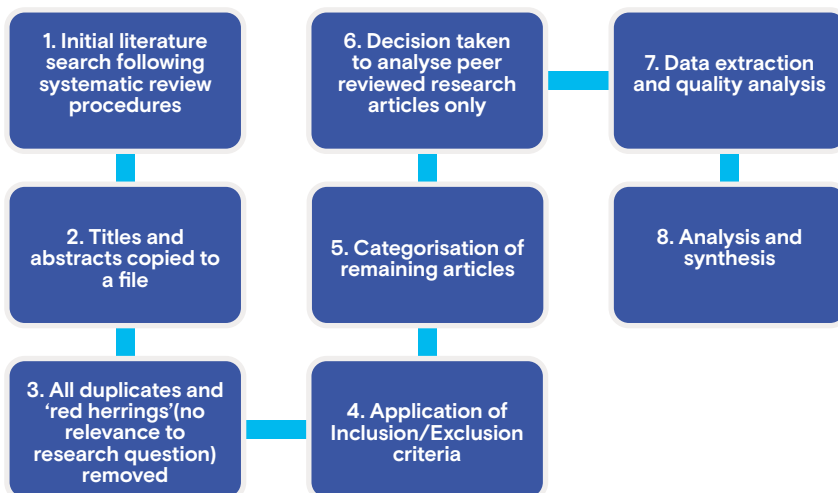 1. Initial literature
search following
systematic review
procedures
2. Titles and
abstracts copied to
a file
3. All duplicates and
‘red herrings’(no
relevance to
research question)
removed
4. Application of
Inclusion/Exclusion
criteria
5. Categorisation of
remaining articles
6. Decision taken
to analyse peer
reviewed research
articles only
7. Data extraction
and quality analysis
8. Analysis and
synthesis